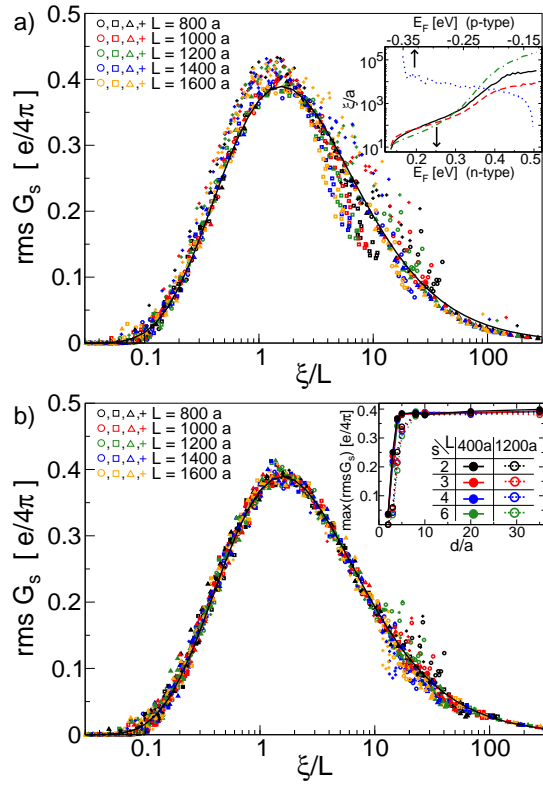 a)
○,□,△,+ L = 800 a
○,□,△,+ L = 1000 a
○,□,△,+ L = 1200 a
○,□,△,+ L = 1400 a
○,□,△,+ L = 1600 a
E_F [eV] (p-type)
-0.35 -0.25 -0.15
10^5
10^3
10^1
ξ/a
0.2 0.3 0.4 0.5
E_F [eV] (n-type)
rms G_s [ e/4π]
0.5
0.4
0.3
0.2
0.1
0
0.1 1 10 100
ξ/L
b)
○,□,△,+ L = 800 a
○,□,△,+ L = 1000 a
○,□,△,+ L = 1200 a
○,□,△,+ L = 1400 a
○,□,△,+ L = 1600 a
max(rmsG_s) [e/4π]
0.4
0.3
0.2
0.1
0
S L 400a 1200a
2
3
4
6
0 10 20 30
d/a
rms G_s [ e/4π]
0.5
0.4
0.3
0.2
0.1
0
0.1 1 10 100
ξ/L